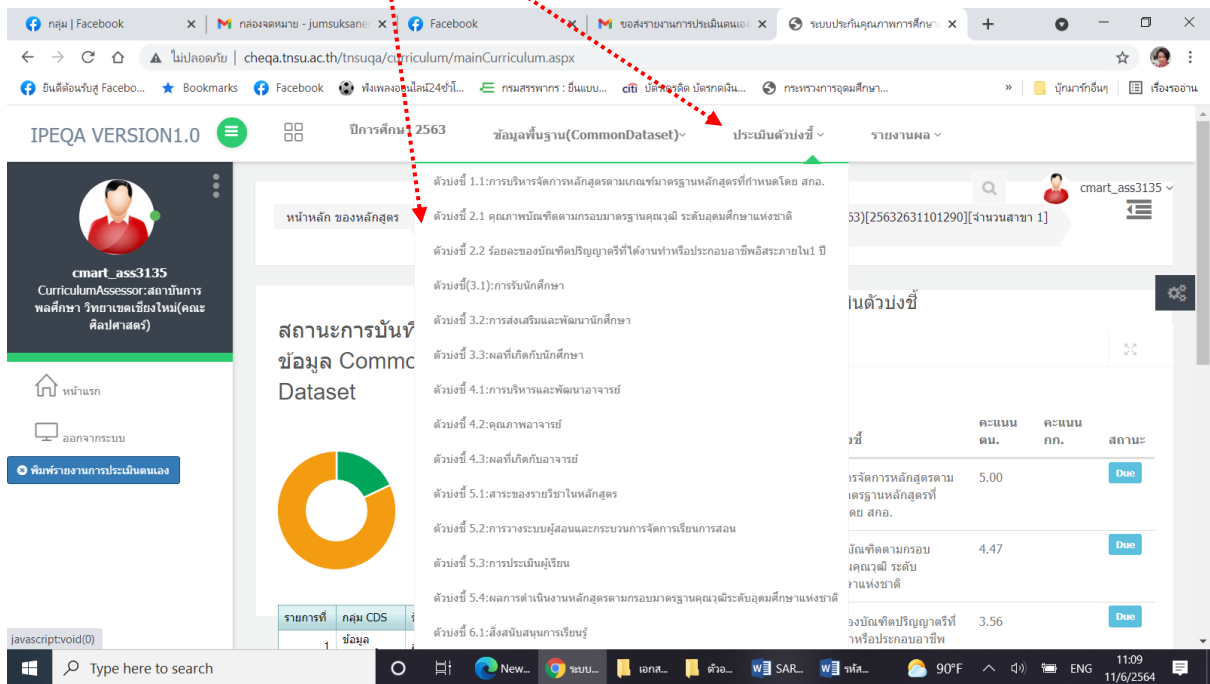 กลุ่ม | Facebook
กล่องจดหมาย - jumsuksane
Facebook
ขอส่งรายงานการประเมินตนเอง
ระบบประกันคุณภาพการศึกษา
ไม่ปลอดภัย | cheqa.tnsu.ac.th/tnsuqa/curriculum/mainCurriculum.aspx
ยินดีต้อนรับสู่ Facebo...
Bookmarks
Facebook
ฟังเพลงออนไลน์24ชั่วโ...
กรมสรรพากร : ยื่นแบบ...
citi บัตรเครดิต บัตรกดเงิน...
กระทรวงการอุดมศึกษา...
»
บุ๊กมาร์กอื่นๆ
เรื่องรออ่าน
IPEQA VERSION1.0
ปีการศึกษา 2563
ข้อมูลพื้นฐาน(CommonDataset)
ประเมินตัวบ่งชี้
รายงานผล
cmart_ass3135
CurriculumAssessor:สถาบันการ
พลศึกษา วิทยาเขตเชียงใหม่(คณะ
ศิลปศาสตร์)
หน้าแรก
ออกจากระบบ
พิมพ์รายงานการประเมินตนเอง
javascript:void(0)
cmart_ass3135
หน้าหลัก ของหลักสูตร
63)[25632631101290][จำนวนสาขา 1]
ตัวบ่งชี้ 1.1:การบริหารจัดการหลักสูตรตามเกณฑ์มาตรฐานหลักสูตรที่กำหนดโดย สกอ.
ตัวบ่งชี้ 2.1 คุณภาพบัณฑิตตามกรอบมาตรฐานคุณวุฒิ ระดับอุดมศึกษาแห่งชาติ
ตัวบ่งชี้ 2.2 ร้อยละของบัณฑิตปริญญาตรีที่ได้งานทำหรือประกอบอาชีพอิสระภายใน1 ปี
ตัวบ่งชี้(3.1):การรับนักศึกษา
ตัวบ่งชี้ 3.2:การส่งเสริมและพัฒนานักศึกษา
ตัวบ่งชี้ 3.3:ผลที่เกิดกับนักศึกษา
ตัวบ่งชี้ 4.1:การบริหารและพัฒนาอาจารย์
ตัวบ่งชี้ 4.2:คุณภาพอาจารย์
ตัวบ่งชี้ 4.3:ผลที่เกิดกับอาจารย์
ตัวบ่งชี้ 5.1:สาระของรายวิชาในหลักสูตร
ตัวบ่งชี้ 5.2:การวางระบบผู้สอนและกระบวนการจัดการเรียนการสอน
ตัวบ่งชี้ 5.3:การประเมินผู้เรียน
ตัวบ่งชี้ 5.4:ผลการดำเนินงานหลักสูตรตามกรอบมาตรฐานคุณวุฒิระดับอุดมศึกษาแห่งชาติ
ตัวบ่งชี้ 6.1:สิ่งสนับสนุนการเรียนรู้
สถานะการบันที
ข้อมูล Commo
Dataset
รายการที่ กลุ่ม CDS
1 ข้อมูล
ินตัวบ่งชี้
งชี้ คะแนน ตน. คะแนน กก. สถานะ
ารจัดการหลักสูตรตาม 5.00 Due
าตรฐานหลักสูตรที่
ดย สกอ.
บัณฑิตตามกรอบ 4.47 Due
นคุณวุฒิ ระดับ
ษาแห่งชาติ
องบัณฑิตปริญญาตรีที่ 3.56 Due
าหรือประกอบอาชีพ
Type here to search
New...
ระบบ...
เอกส...
ตัวอ...
SAR...
รหัส...
90°F
ENG
11:09
11/6/2564